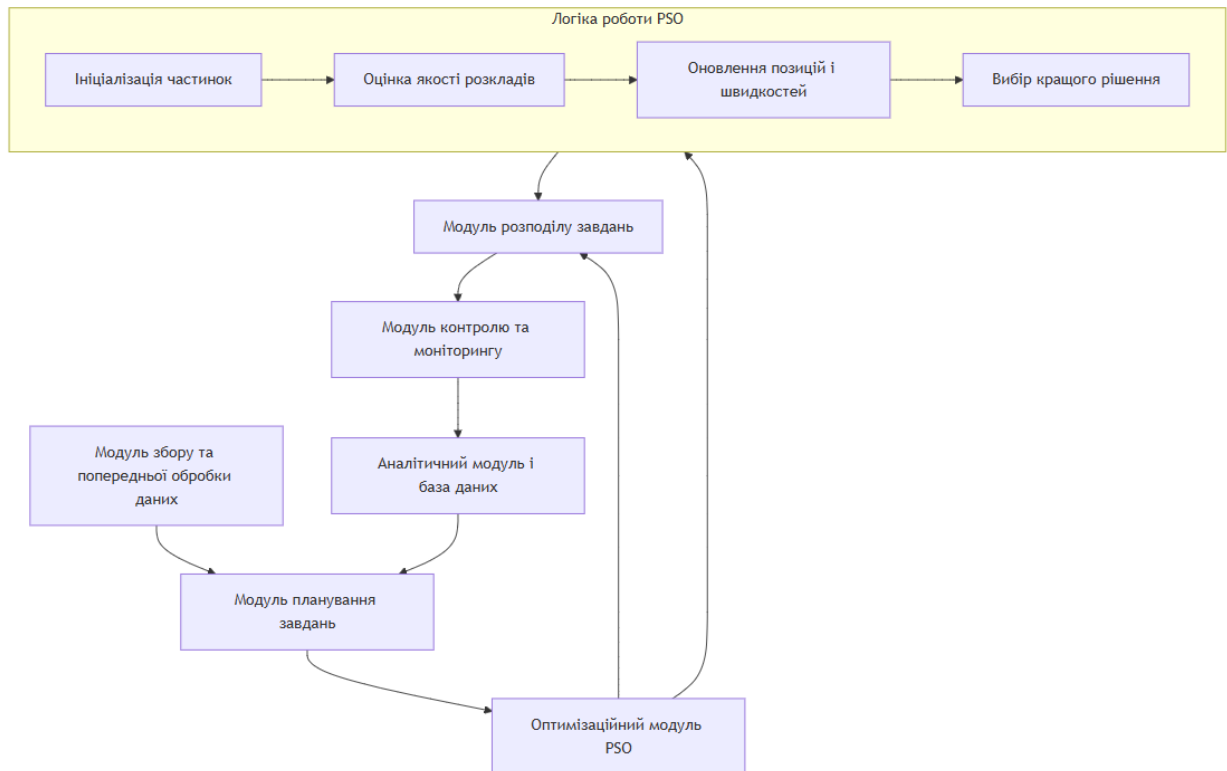 Логіка роботи PSO
Ініціалізація частинок
Оцінка якості розкладів
Оновлення позицій і
швидкостей
Вибір кращого рішення
Модуль розподілу завдань
Модуль контролю та
моніторингу
Модуль збору та
попередньої обробки
даних
Аналітичний модуль і
база даних
Модуль планування
завдань
Оптимізаційний модуль
PSO